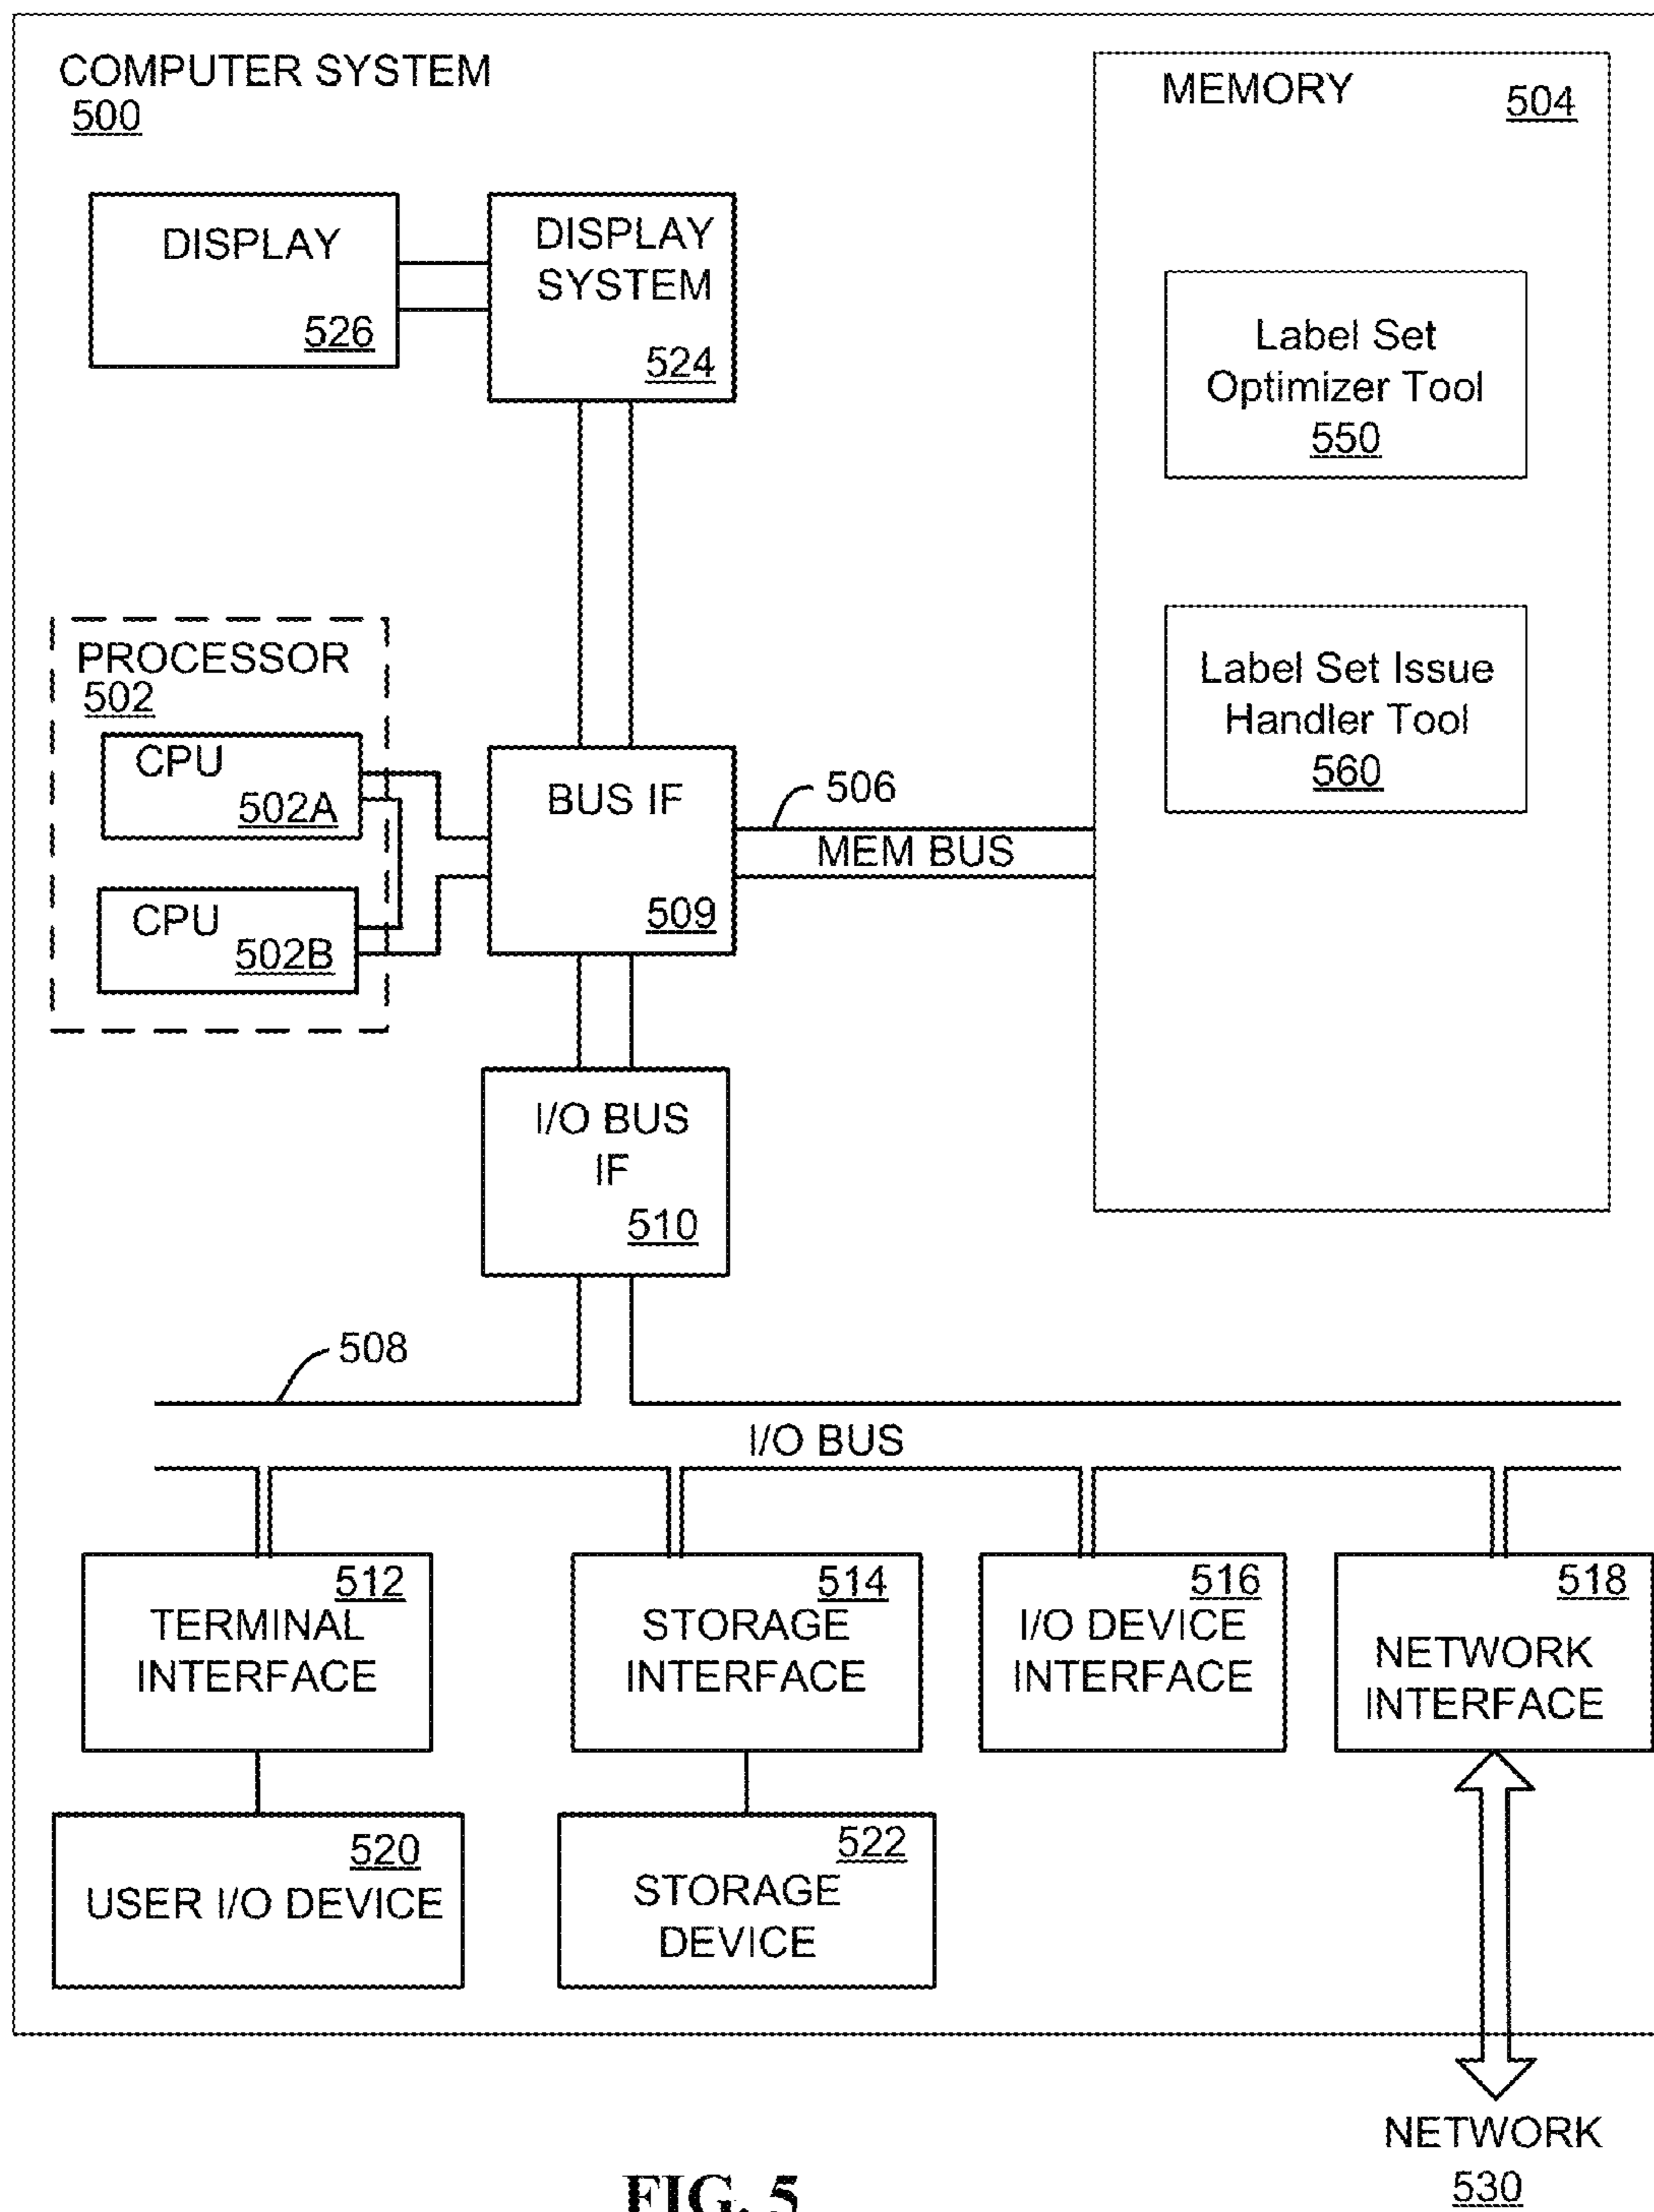 COMPUTER SYSTEM
500
MEMORY
504
DISPLAY
526
DISPLAY
SYSTEM
524
Label Set
Optimizer Tool
550
Label Set Issue
Handler Tool
560
PROCESSOR
502
CPU
502A
CPU
502B
BUS IF
509
506
MEM BUS
I/O BUS
IF
510
508
I/O BUS
512
TERMINAL
INTERFACE
514
STORAGE
INTERFACE
516
I/O DEVICE
INTERFACE
518
NETWORK
INTERFACE
520
USER I/O DEVICE
522
STORAGE
DEVICE
NETWORK
530
FIG. 5